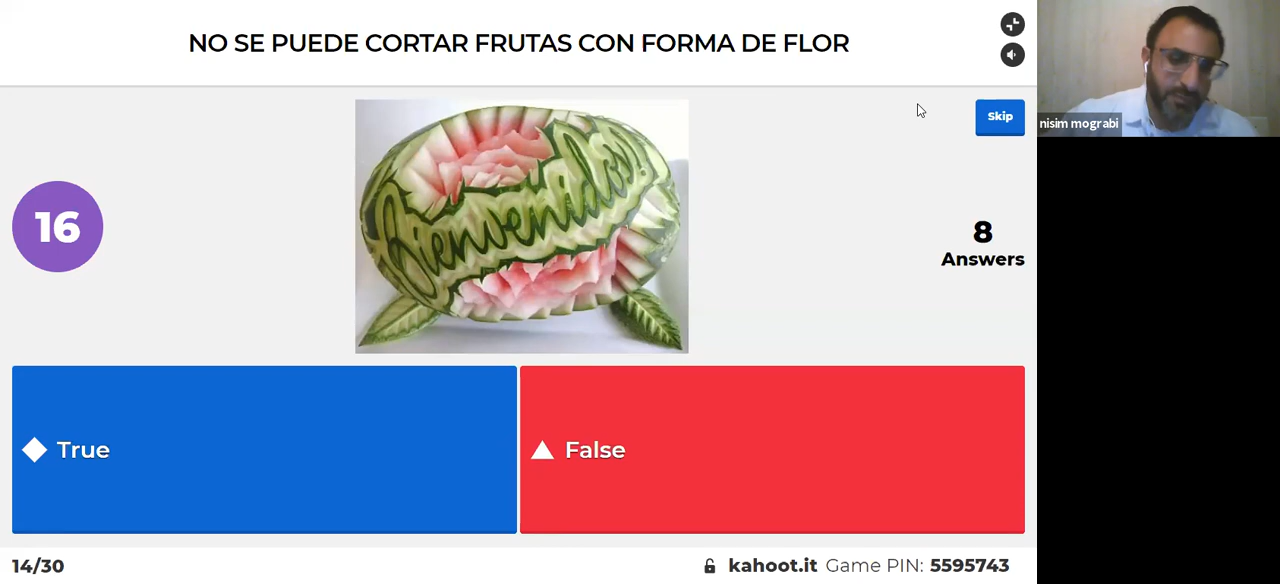 NO SE PUEDE CORTAR FRUTAS CON FORMA DE FLOR
Skip
nisim mograbi
16
Bienvenidos!
8
Answers
True
False
14/30
kahoot.it Game PIN: 5595743